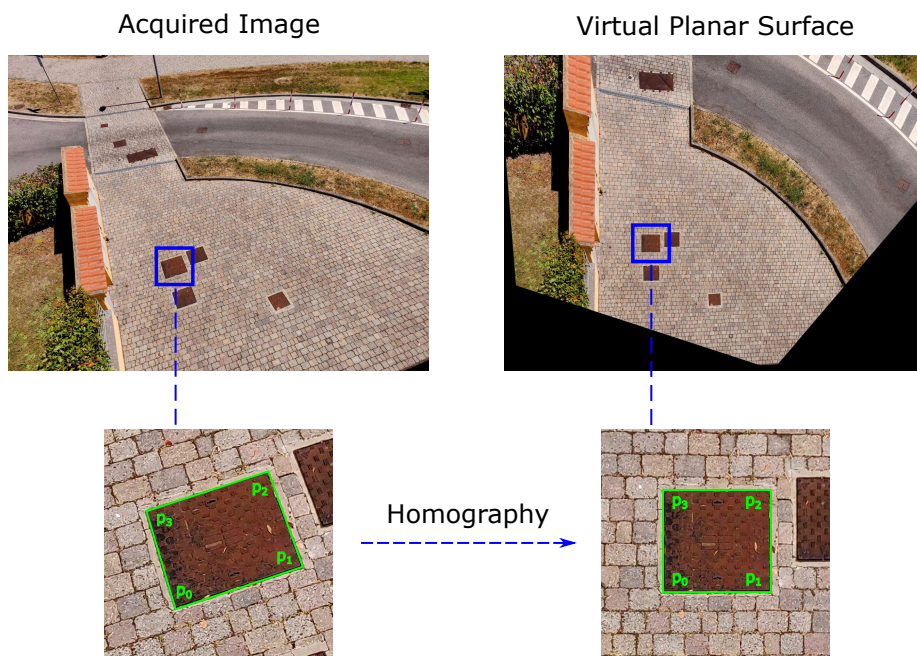 Acquired Image
Virtual Planar Surface
p2
p3
p1
p0
Homography
p3
p2
p0
p1